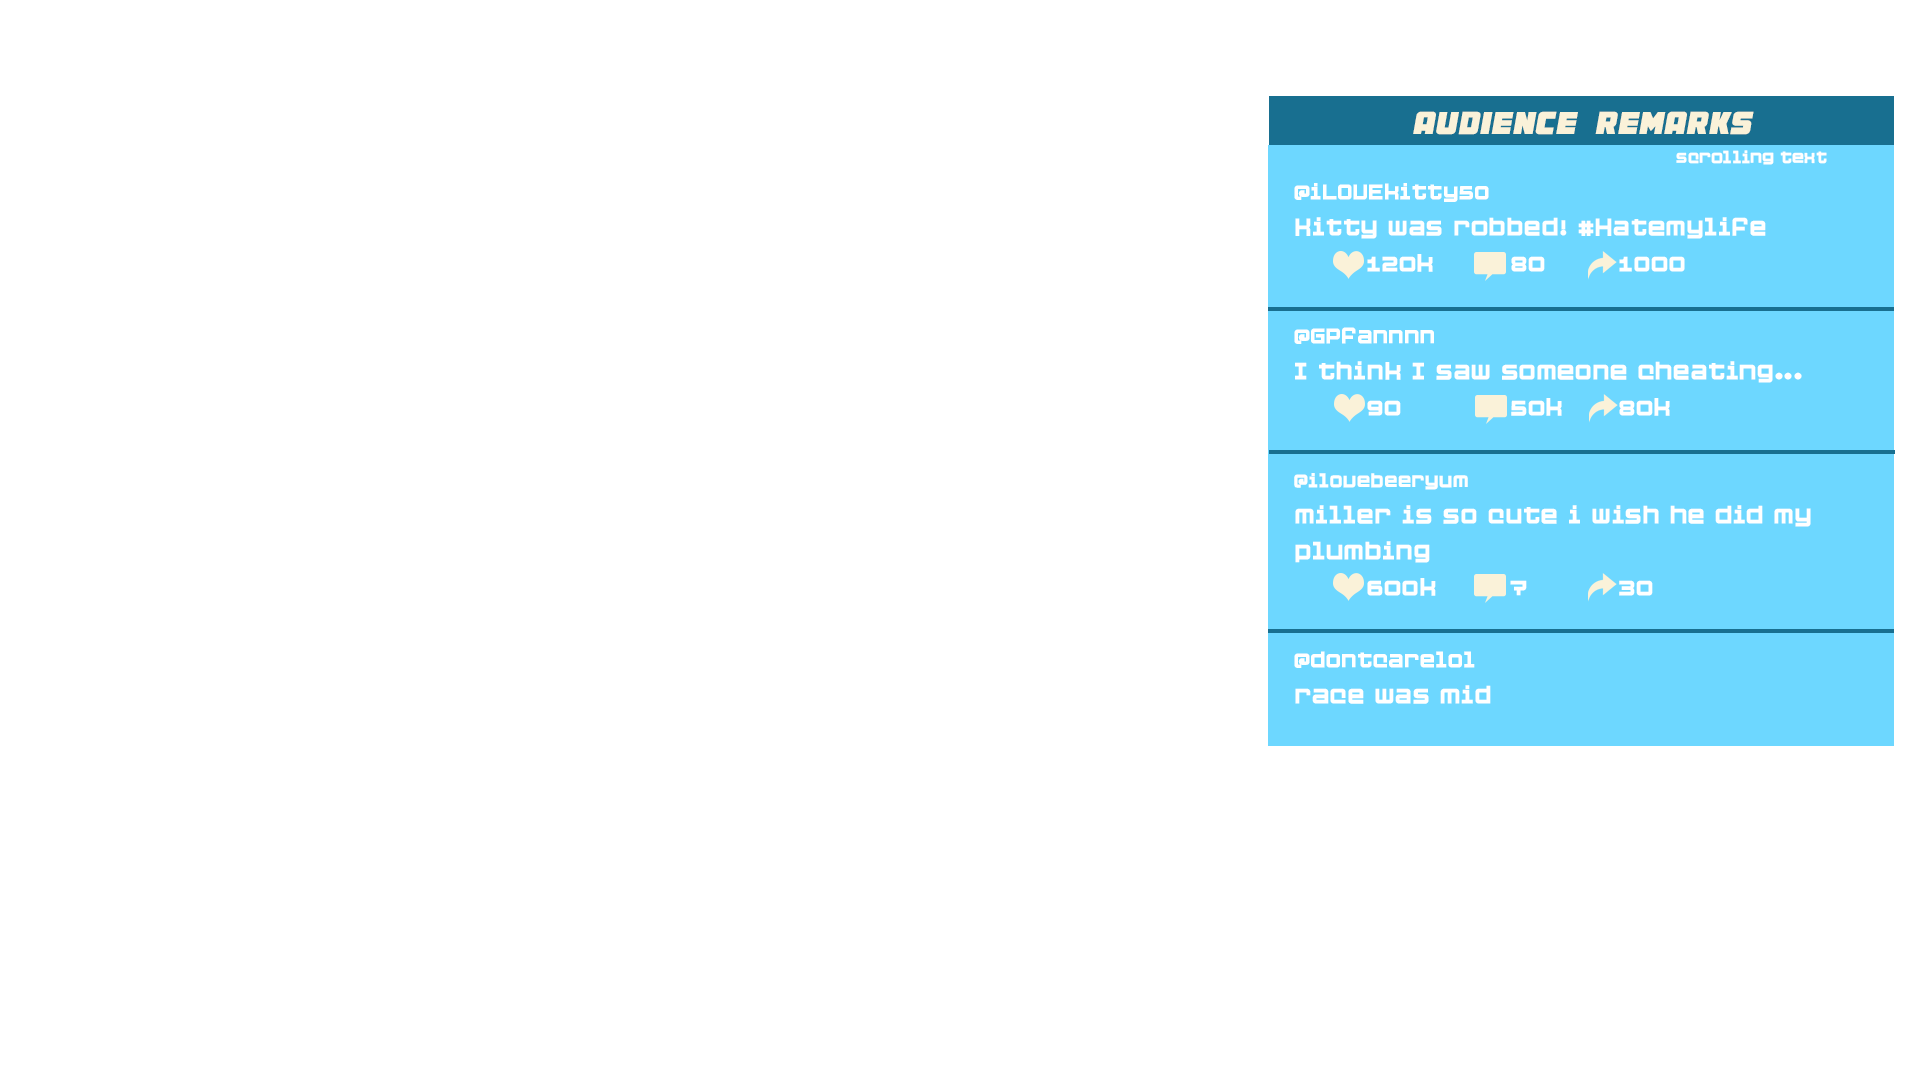 AUDIENCE REMARKS
scrolling text
@iLOVEkitty50
Kitty was robbed! #Hatemylife
120k 80 1000
@GPfannnn
I think I saw someone cheating...
90 50k 80k
@ilovebeeryum
miller is so cute i wish he did my
plumbing
600k 7 30
@dontcarelol
race was mid